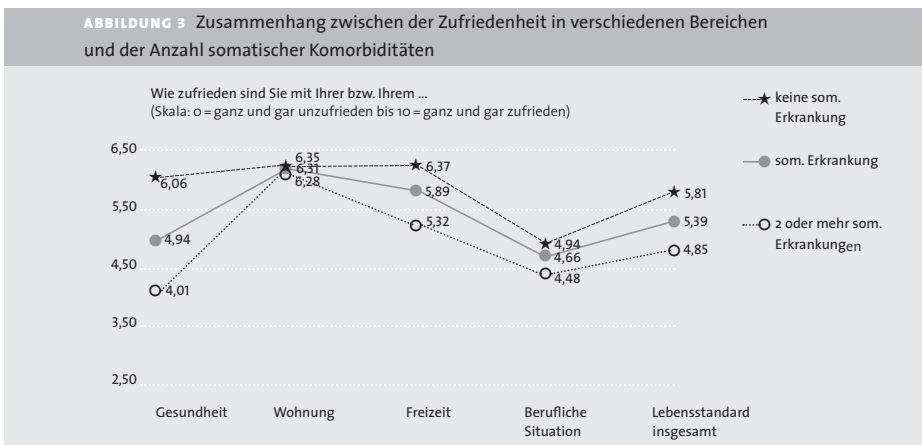 ABBILDUNG 3 Zusammenhang zwischen der Zufriedenheit in verschiedenen Bereichen
und der Anzahl somatischer Komorbiditäten
Wie zufrieden sind Sie mit Ihrer bzw. Ihrem ...
(Skala: 0 = ganz und gar unzufrieden bis 10 = ganz und gar zufrieden)
keine som.
Erkrankung
som. Erkrankung
2 oder mehr som.
Erkrankungen
6,50
5,50
4,50
3,50
2,50
6,06
4,94
4,01
6,35
6,31
6,28
6,37
5,89
5,32
4,94
4,66
4,48
5,81
5,39
4,85
Gesundheit
Wohnung
Freizeit
Berufliche
Situation
Lebensstandard
insgesamt